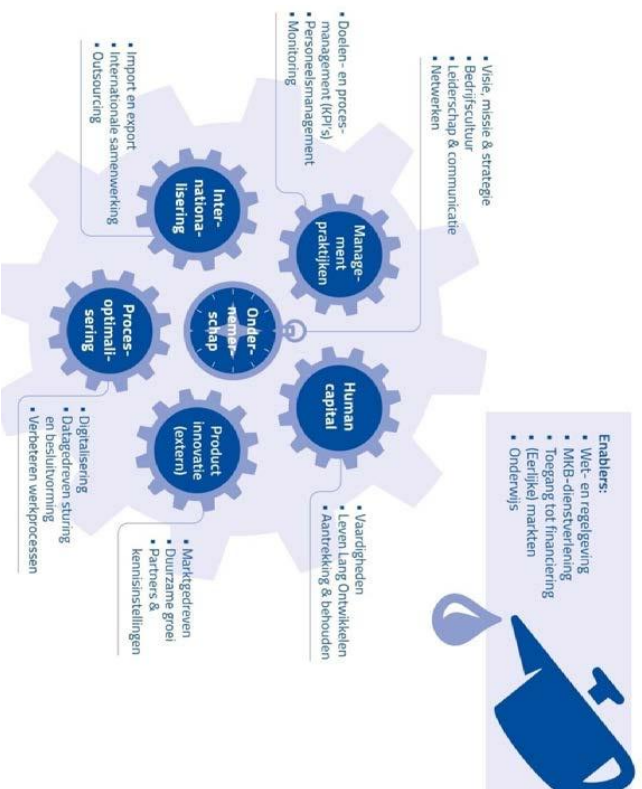 Enablers:
▪ Wet- en regelgeving
▪ MKB-dienstverlening
▪ Toegang tot financiering
▪ (Eerlijke) markten
▪ Onderwijs
▪ Visie, missie & strategie
▪ Bedrijfscultuur
▪ Leiderschap & communicatie
▪ Netwerken
▪ Doelen- en proces-
management (KPI's)
▪ Personeelsmanagement
▪ Monitoring
Manage-
ment
praktijken
Human
capital
▪ Vaardigheden
▪ Leven Lang Ontwikkelen
▪ Aantrekking & behouden
Onder-
nemer-
schap
▪ Import en export
▪ Internationale samenwerking
▪ Outsourcing
Inter-
nationa-
lisering
Product
innovatie
(extern)
▪ Marktgedreven
▪ Duurzame groei
▪ Partners &
kennisinstellingen
Proces-
optimali-
sering
▪ Digitalisering
▪ Datagedreven sturing
en besluitvorming
▪ Verbeteren werkprocessen